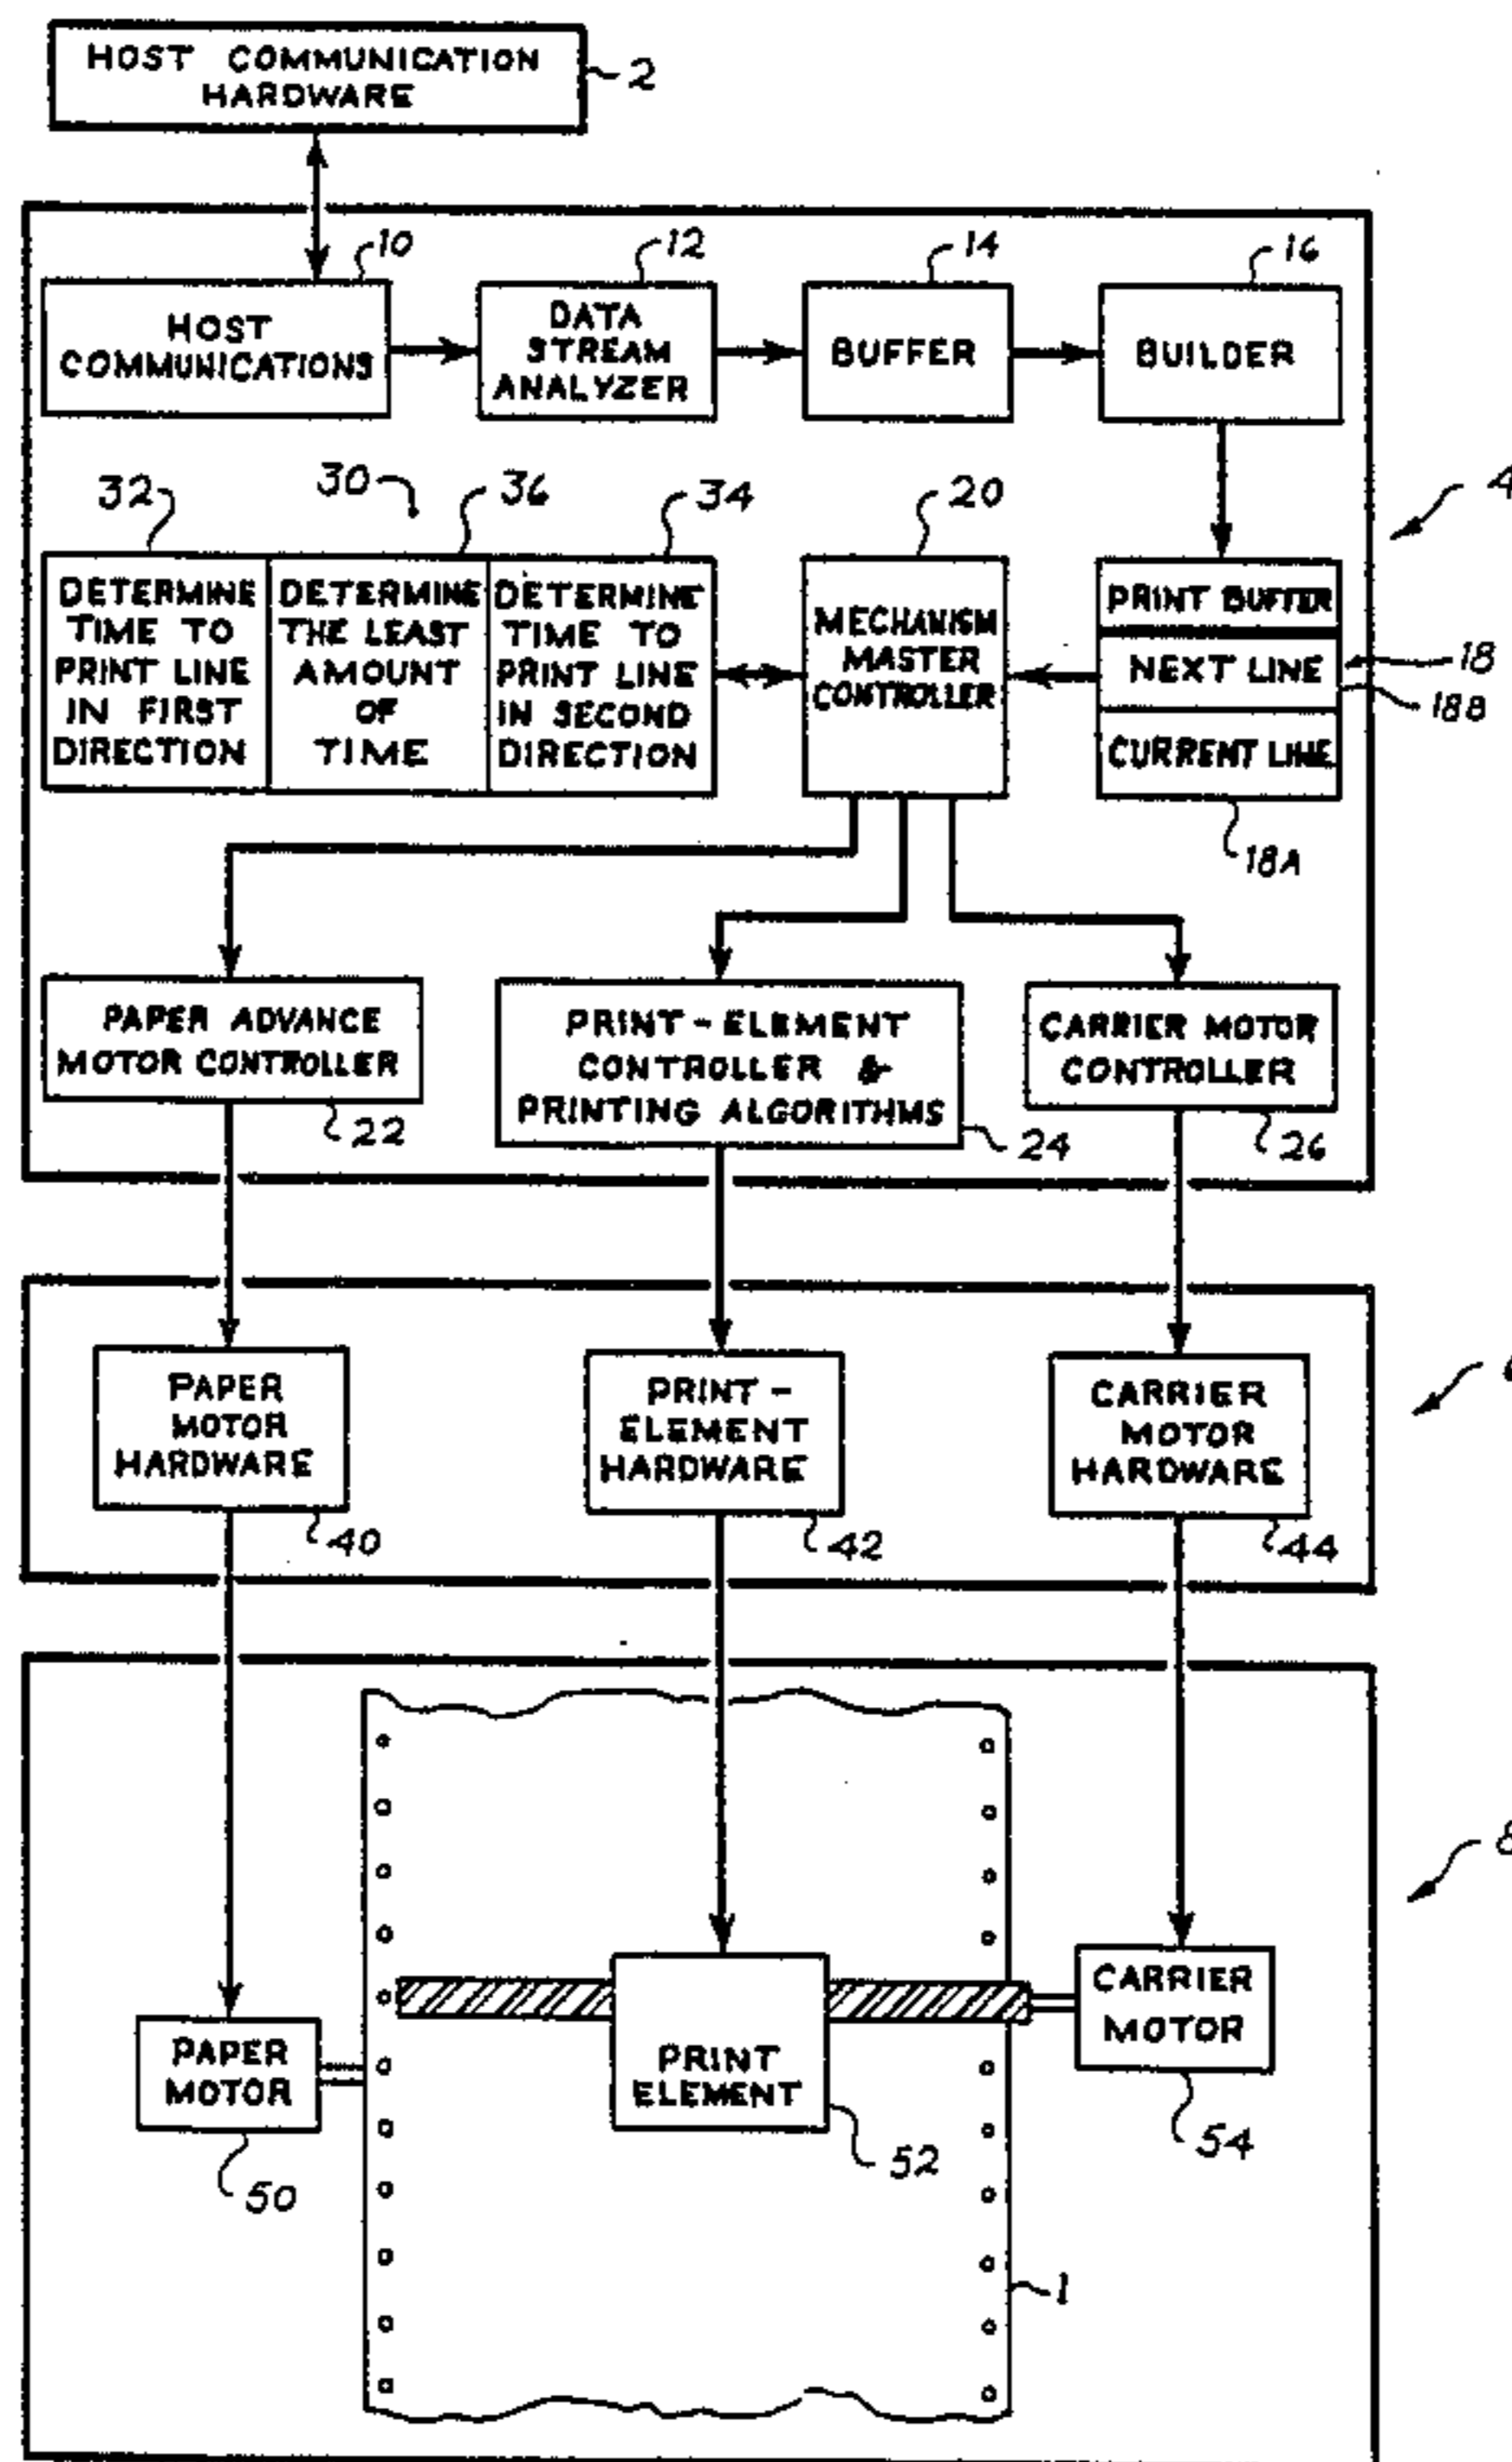 HOST COMMUNICATION
HARDWARE
2
10
12
14
16
HOST
COMMUNICATIONS
DATA
STREAM
ANALYZER
BUFFER
BUILDER
4
32
30
36
34
20
DETERMINE
TIME TO
PRINT LINE
IN FIRST
DIRECTION
DETERMINE
THE LEAST
AMOUNT
OF
TIME
DETERMINE
TIME TO
PRINT LINE
IN SECOND
DIRECTION
MECHANISM
MASTER
CONTROLLER
PRINT BUFFER
NEXT LINE
CURRENT LINE
18
18B
18A
PAPER ADVANCE
MOTOR CONTROLLER
22
PRINT-ELEMENT
CONTROLLER &
PRINTING ALGORITHMS
24
CARRIER MOTOR
CONTROLLER
26
PAPER
MOTOR
HARDWARE
40
PRINT-
ELEMENT
HARDWARE
42
CARRIER
MOTOR
HARDWARE
44
8
CARRIER
MOTOR
54
PAPER
MOTOR
50
PRINT
ELEMENT
52
1